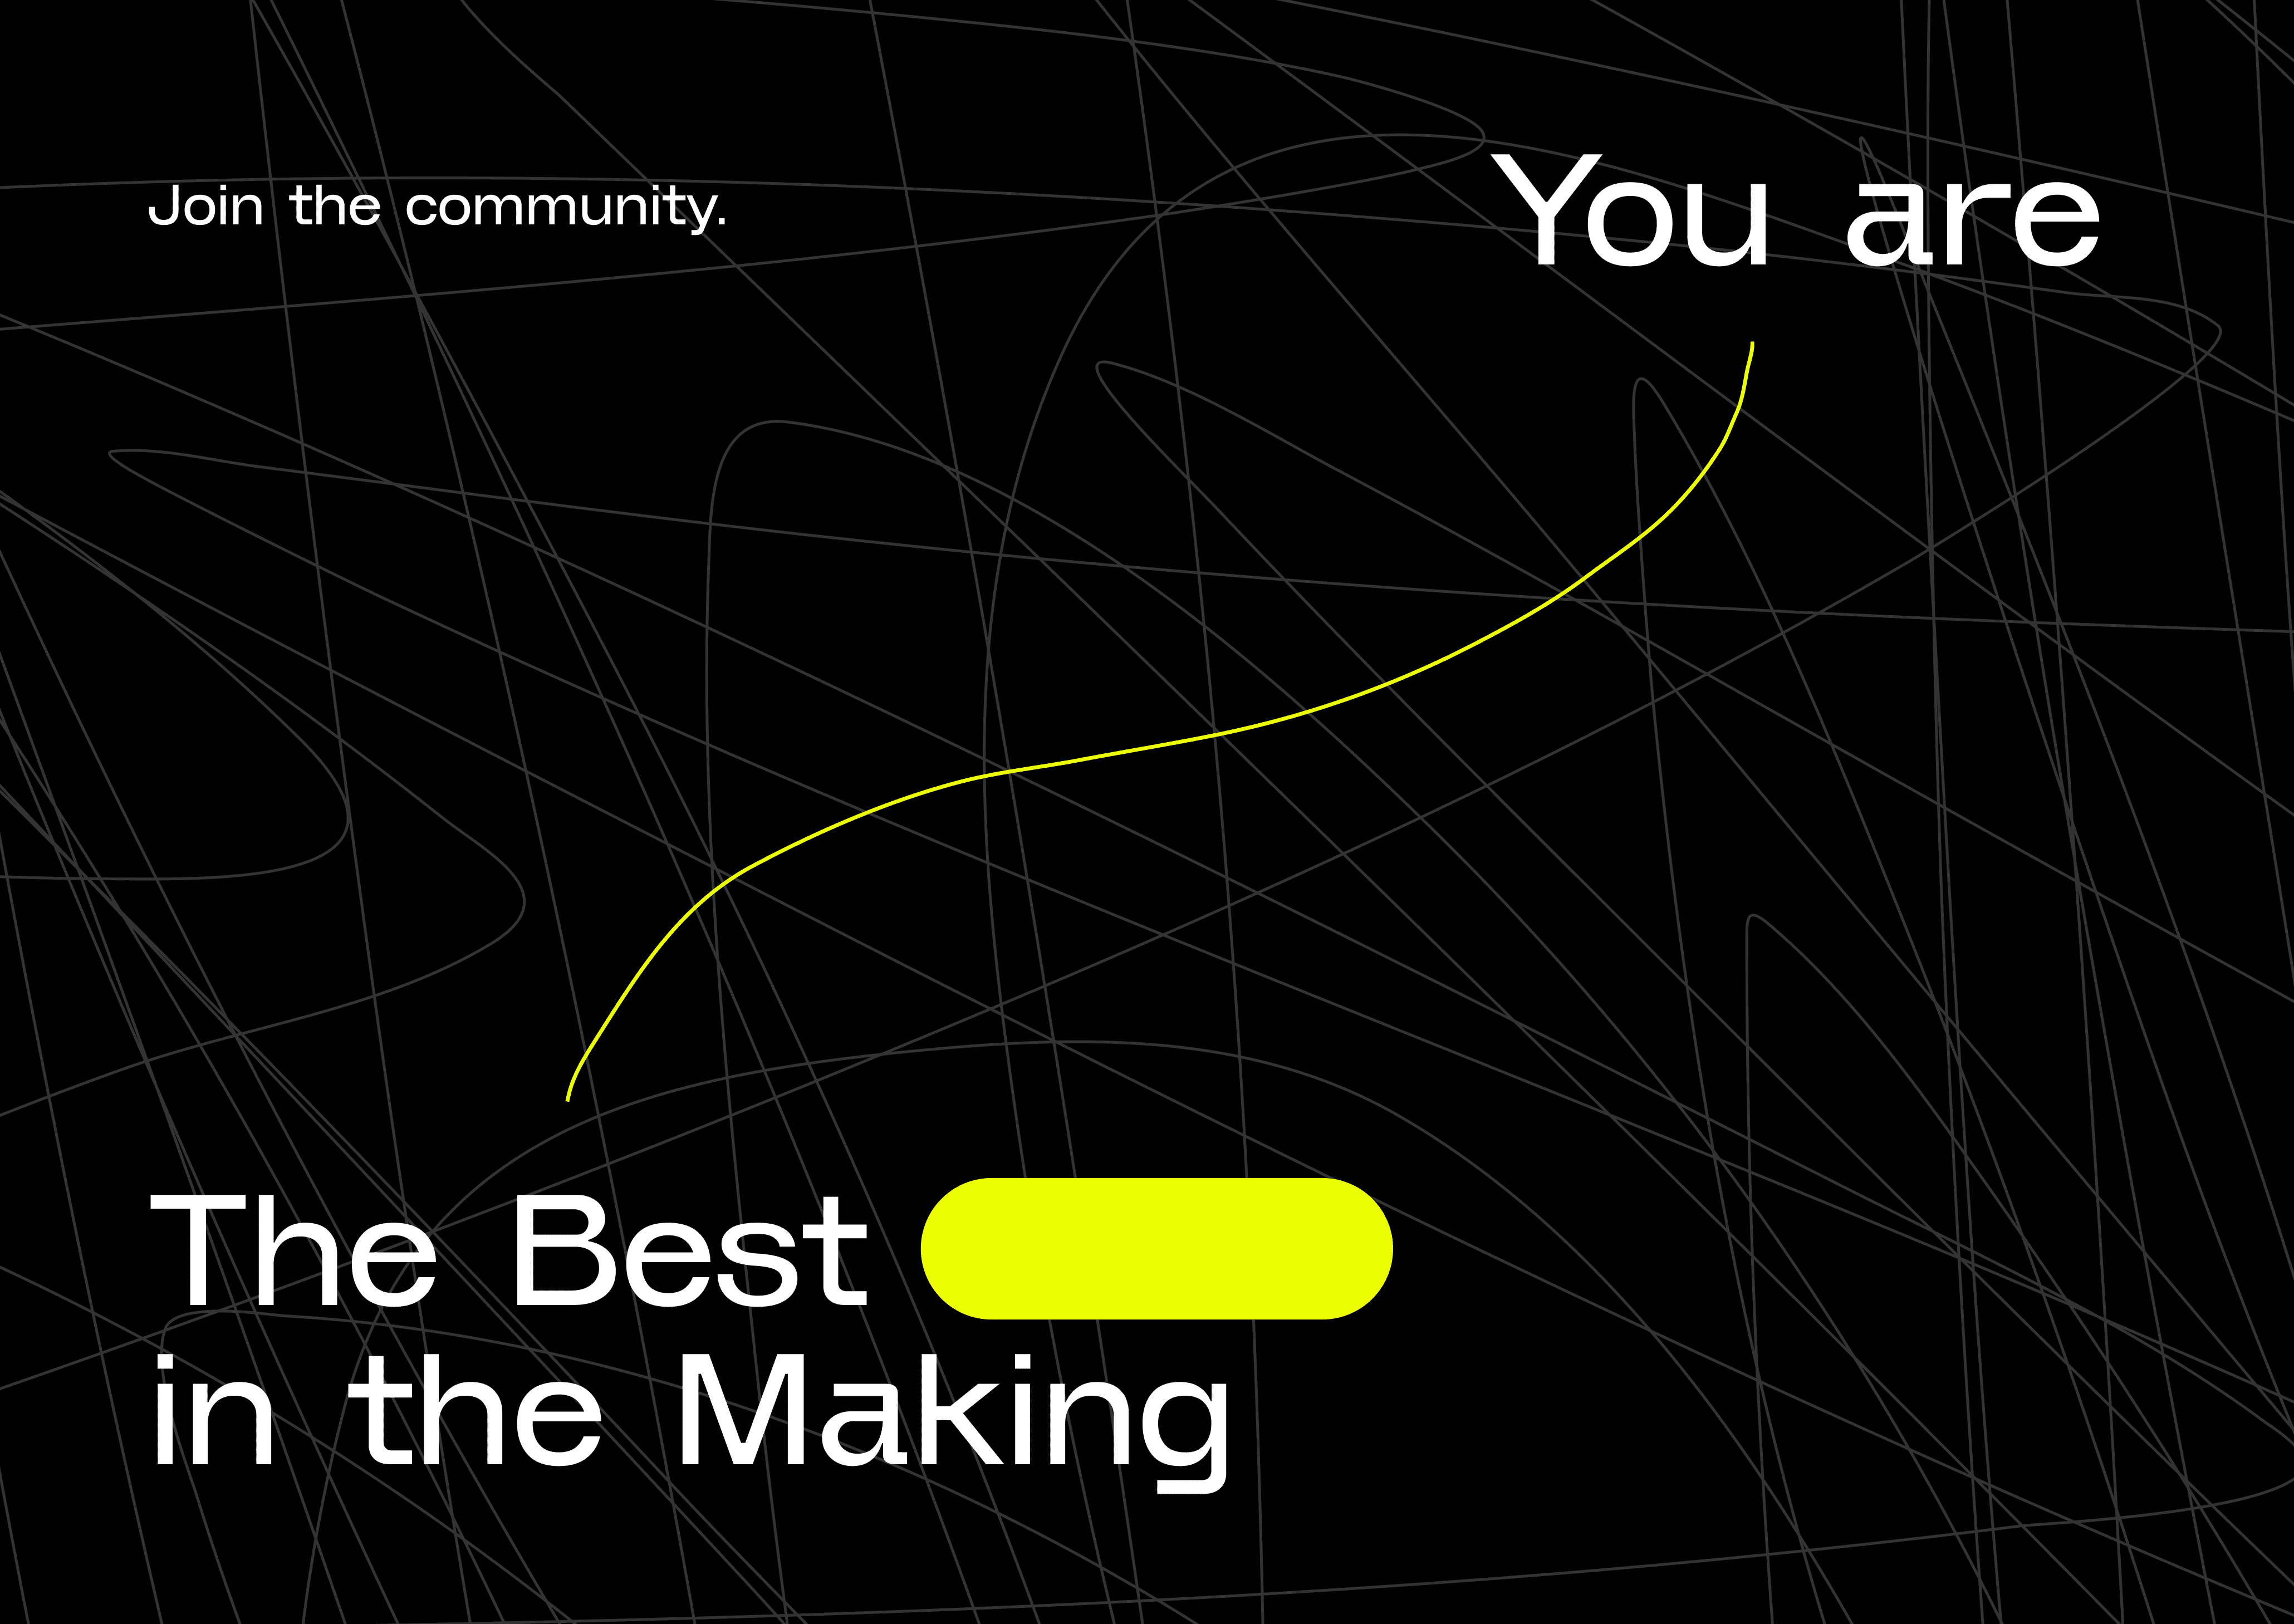 Join the community.
You are
The Best
in the Making